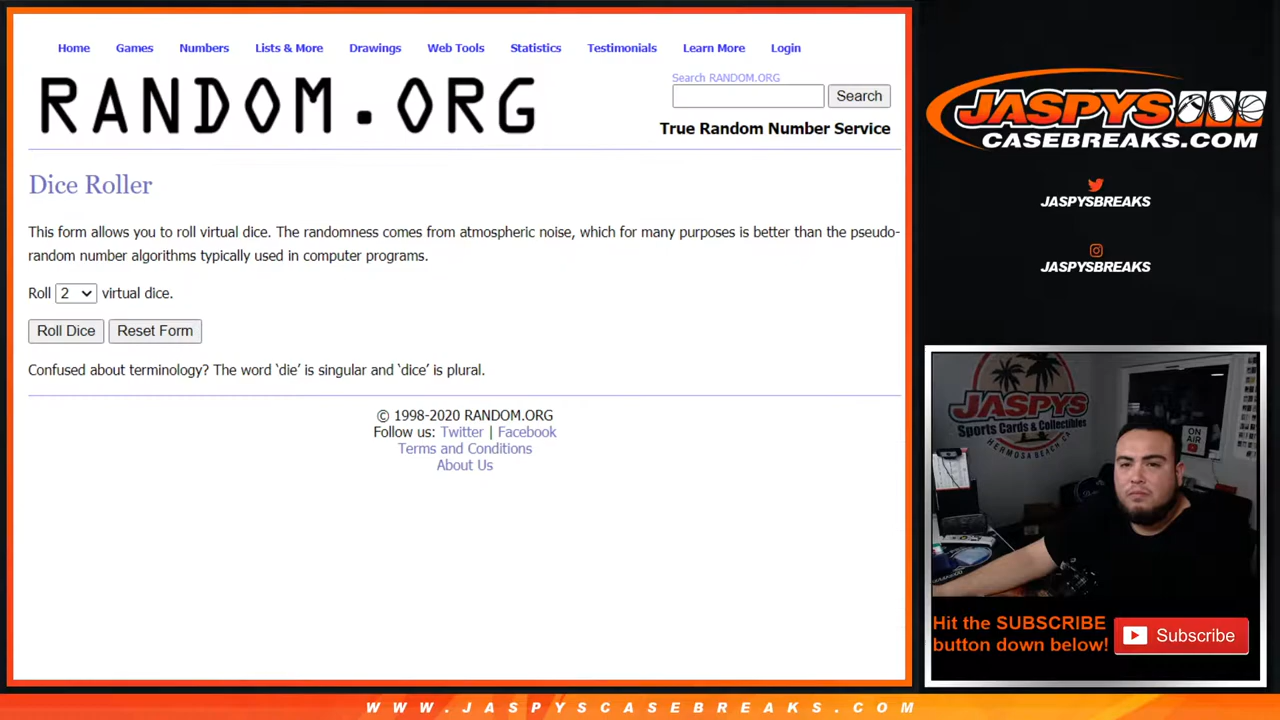 Home Games Numbers Lists & More Drawings Web Tools Statistics Testimonials Learn More Login
RANDOM.ORG
Search RANDOM.ORG
Search
True Random Number Service
Dice Roller
This form allows you to roll virtual dice. The randomness comes from atmospheric noise, which for many purposes is better than the pseudo-
random number algorithms typically used in computer programs.
Roll 2 virtual dice.
Roll Dice Reset Form
Confused about terminology? The word ‘die’ is singular and ‘dice’ is plural.
© 1998-2020 RANDOM.ORG
Follow us: Twitter | Facebook
Terms and Conditions
About Us
JASPYS
CASEBREAKS.COM
JASPYSBREAKS
JASPYSBREAKS
JASPYS
Sports Cards & Collectibles
HERMOSA BEACH CA
ON
AIR
Hit the SUBSCRIBE
button down below!
Subscribe
WWW.JASPYSCASEBREAKS.COM